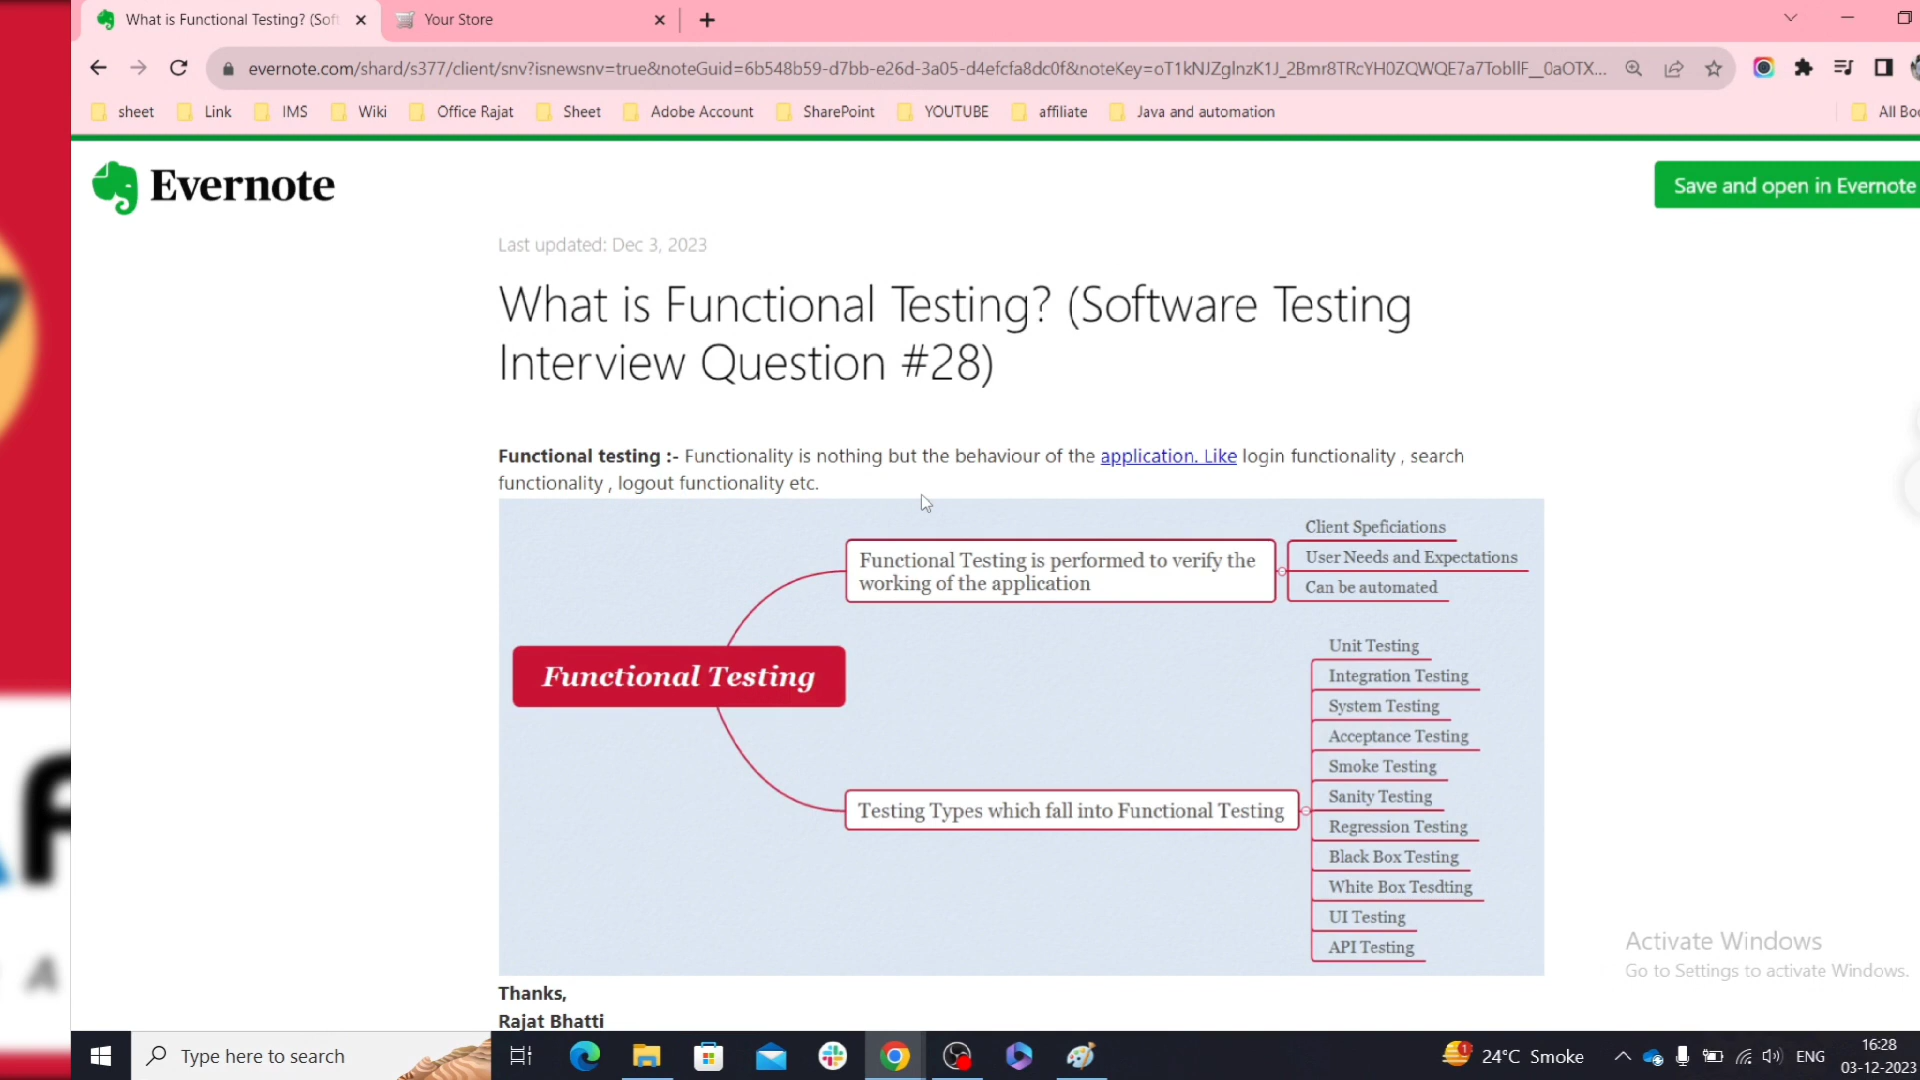 What is Functional Testing? (Soft
Your Store
evernote.com/shard/s377/client/snv?isnewsnv=true&noteGuid=6b548b59-d7bb-e26d-3a05-d4efcfa8dc0f&noteKey=oT1kNJZglnzK1J_2Bmr8TRcYH0ZQWQE7a7TobIlF__0aOTX...
sheet Link IMS Wiki Office Rajat Sheet Adobe Account SharePoint YOUTUBE affiliate Java and automation All Boo
Evernote
Save and open in Evernote
Last updated: Dec 3, 2023
What is Functional Testing? (Software Testing
Interview Question #28)
Functional testing :- Functionality is nothing but the behaviour of the application. Like login functionality , search
functionality , logout functionality etc.
Client Speficiations
Functional Testing is performed to verify the
working of the application
User Needs and Expectations
Can be automated
Functional Testing
Testing Types which fall into Functional Testing
Unit Testing
Integration Testing
System Testing
Acceptance Testing
Smoke Testing
Sanity Testing
Regression Testing
Black Box Testing
White Box Tesdting
UI Testing
API Testing
Activate Windows
Go to Settings to activate Windows.
Thanks,
Rajat Bhatti
Type here to search
1
24°C Smoke
ENG
16:28
03-12-2023
A